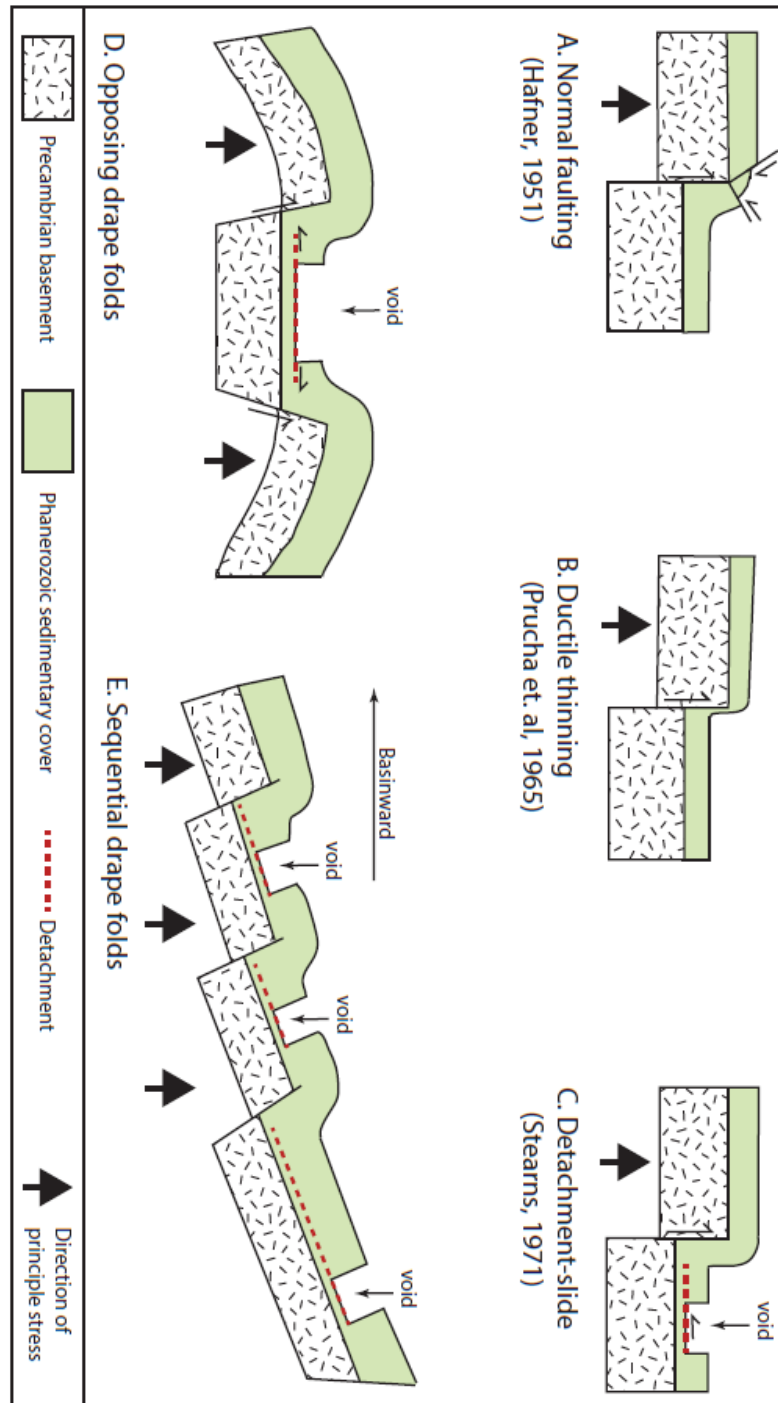 A. Normal faulting
(Hafner, 1951)
B. Ductile thinning
(Prucha et. al, 1965)
void
C. Detachment-slide
(Stearns, 1971)
void
D. Opposing drape folds
Basinward
void
void
void
E. Sequential drape folds
Precambrian basement
Phanerozoic sedimentary cover
Detachment
Direction of
principle stress